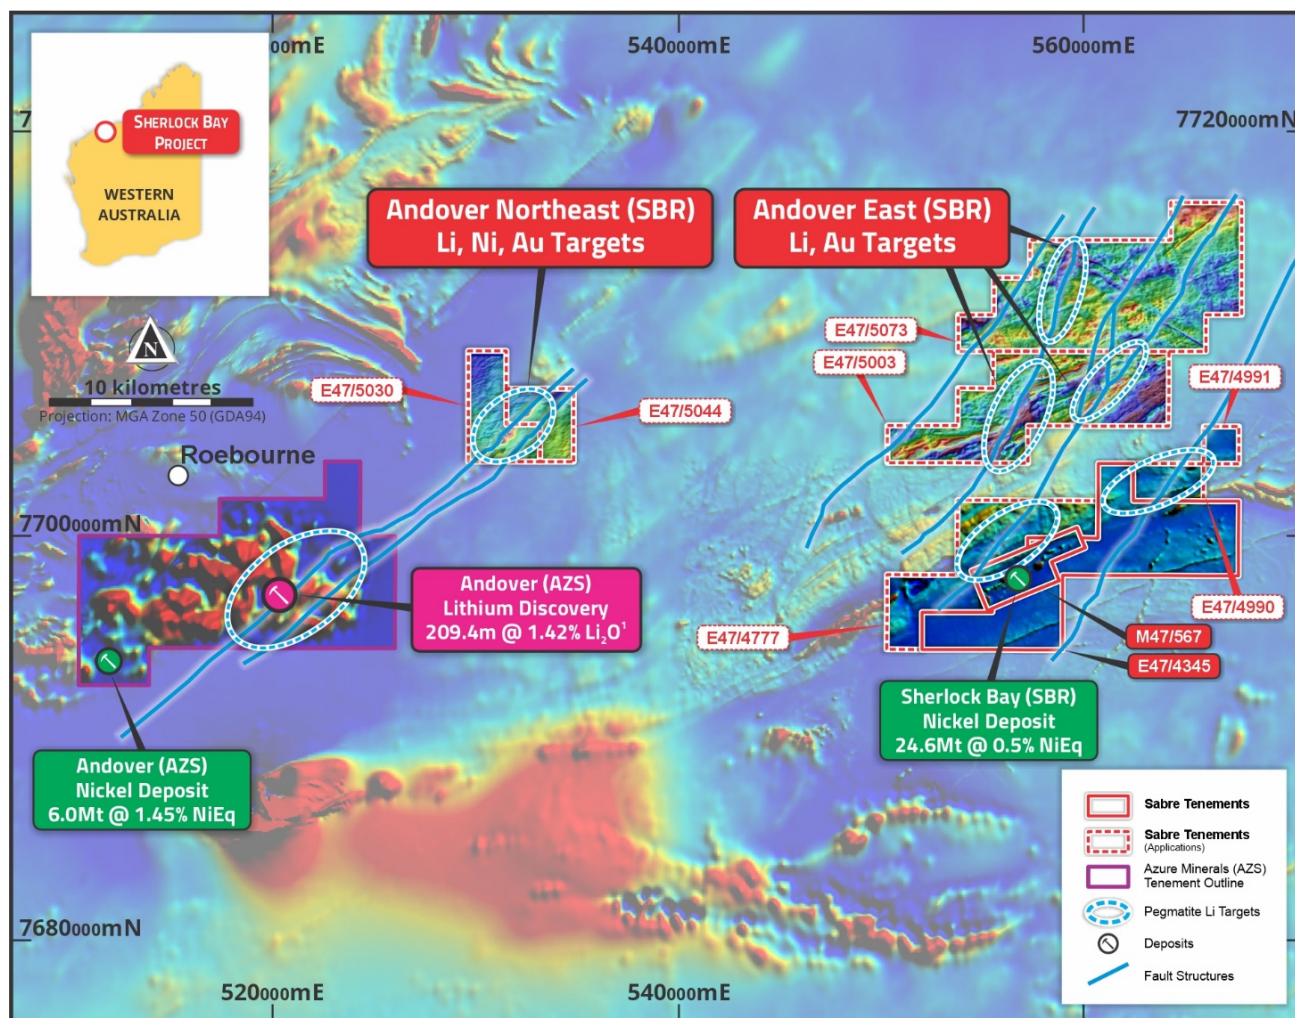 000mE
540000mE
560000mE
7
7720000mN
SHERLOCK BAY
PROJECT
WESTERN
AUSTRALIA
Andover Northeast (SBR)
Li, Ni, Au Targets
Andover East (SBR)
Li, Au Targets
N
10 kilometres
Projection: MGA Zone 50 (GDA94)
E47/5030
E47/5044
E47/5073
E47/5003
E47/4991
Roebourne
7700000mN
Andover (AZS)
Lithium Discovery
209.4m @ 1.42% Li₂O¹
E47/4777
E47/4990
M47/567
E47/4345
Sherlock Bay (SBR)
Nickel Deposit
24.6Mt @ 0.5% NiEq
Andover (AZS)
Nickel Deposit
6.0Mt @ 1.45% NiEq
Sabre Tenements
Sabre Tenements
(Applications)
Azure Minerals (AZS)
Tenement Outline
Pegmatite Li Targets
Deposits
Fault Structures
7680000mN
520000mE
540000mE
560000mE